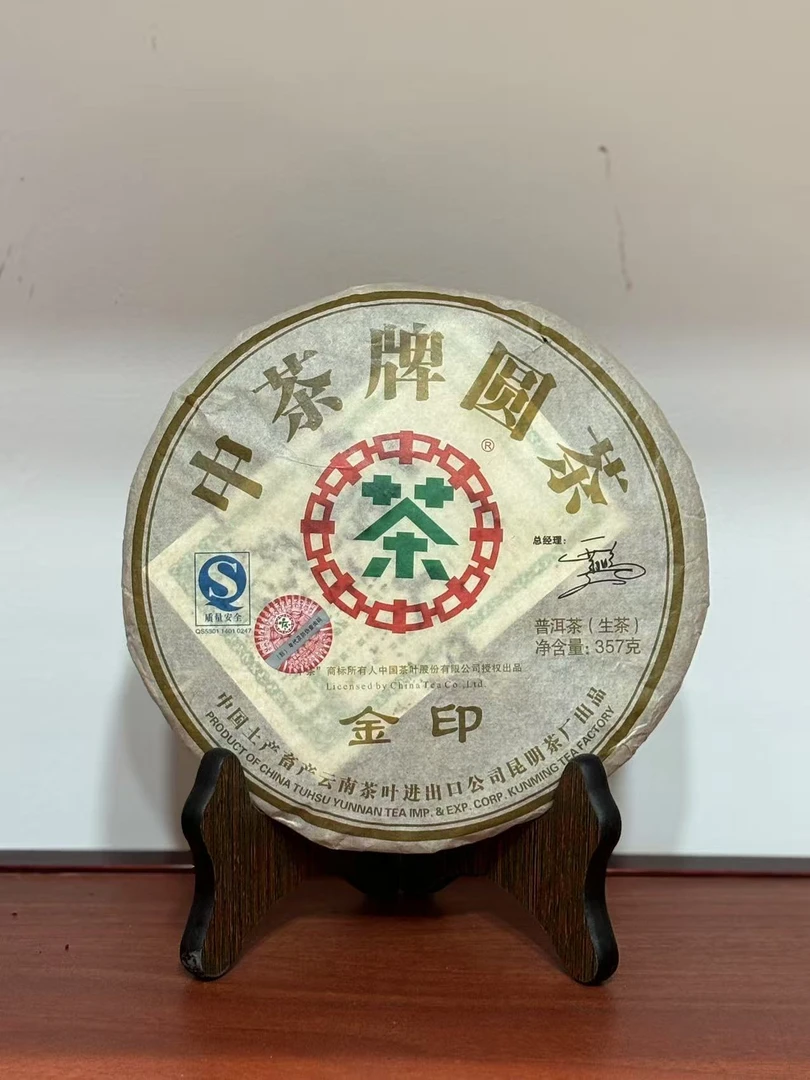 中茶牌圆茶
®
茶
总经理：
质量安全
QS5301 1401 0247
普洱茶（生茶）
净含量：357克
茶”商标所有人中国茶叶股份有限公司授权出品
Licensed by China Tea Co.,Ltd.
金印
中国土产畜产云南茶叶进出口公司昆明茶厂出品
PRODUCT OF CHINA TUHSU YUNNAN TEA IMP. & EXP. CORP. KUNMING TEA FACTORY